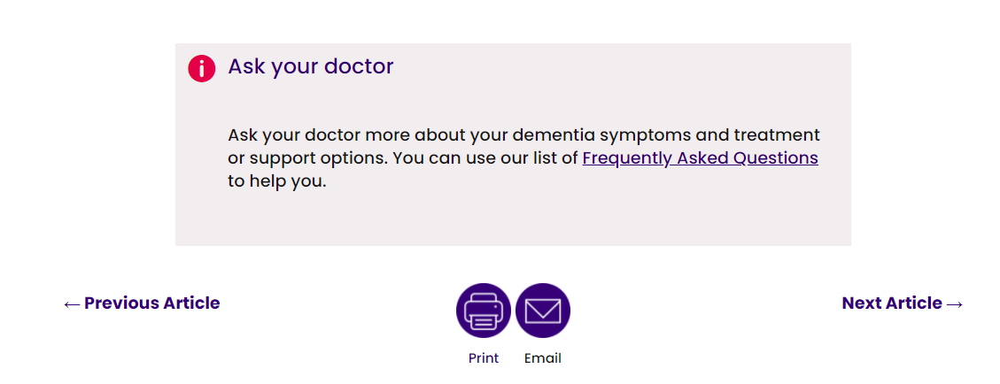 Ask your doctor
Ask your doctor more about your dementia symptoms and treatment
or support options. You can use our list of Frequently Asked Questions
to help you.
← Previous Article
Next Article →
Print
Email